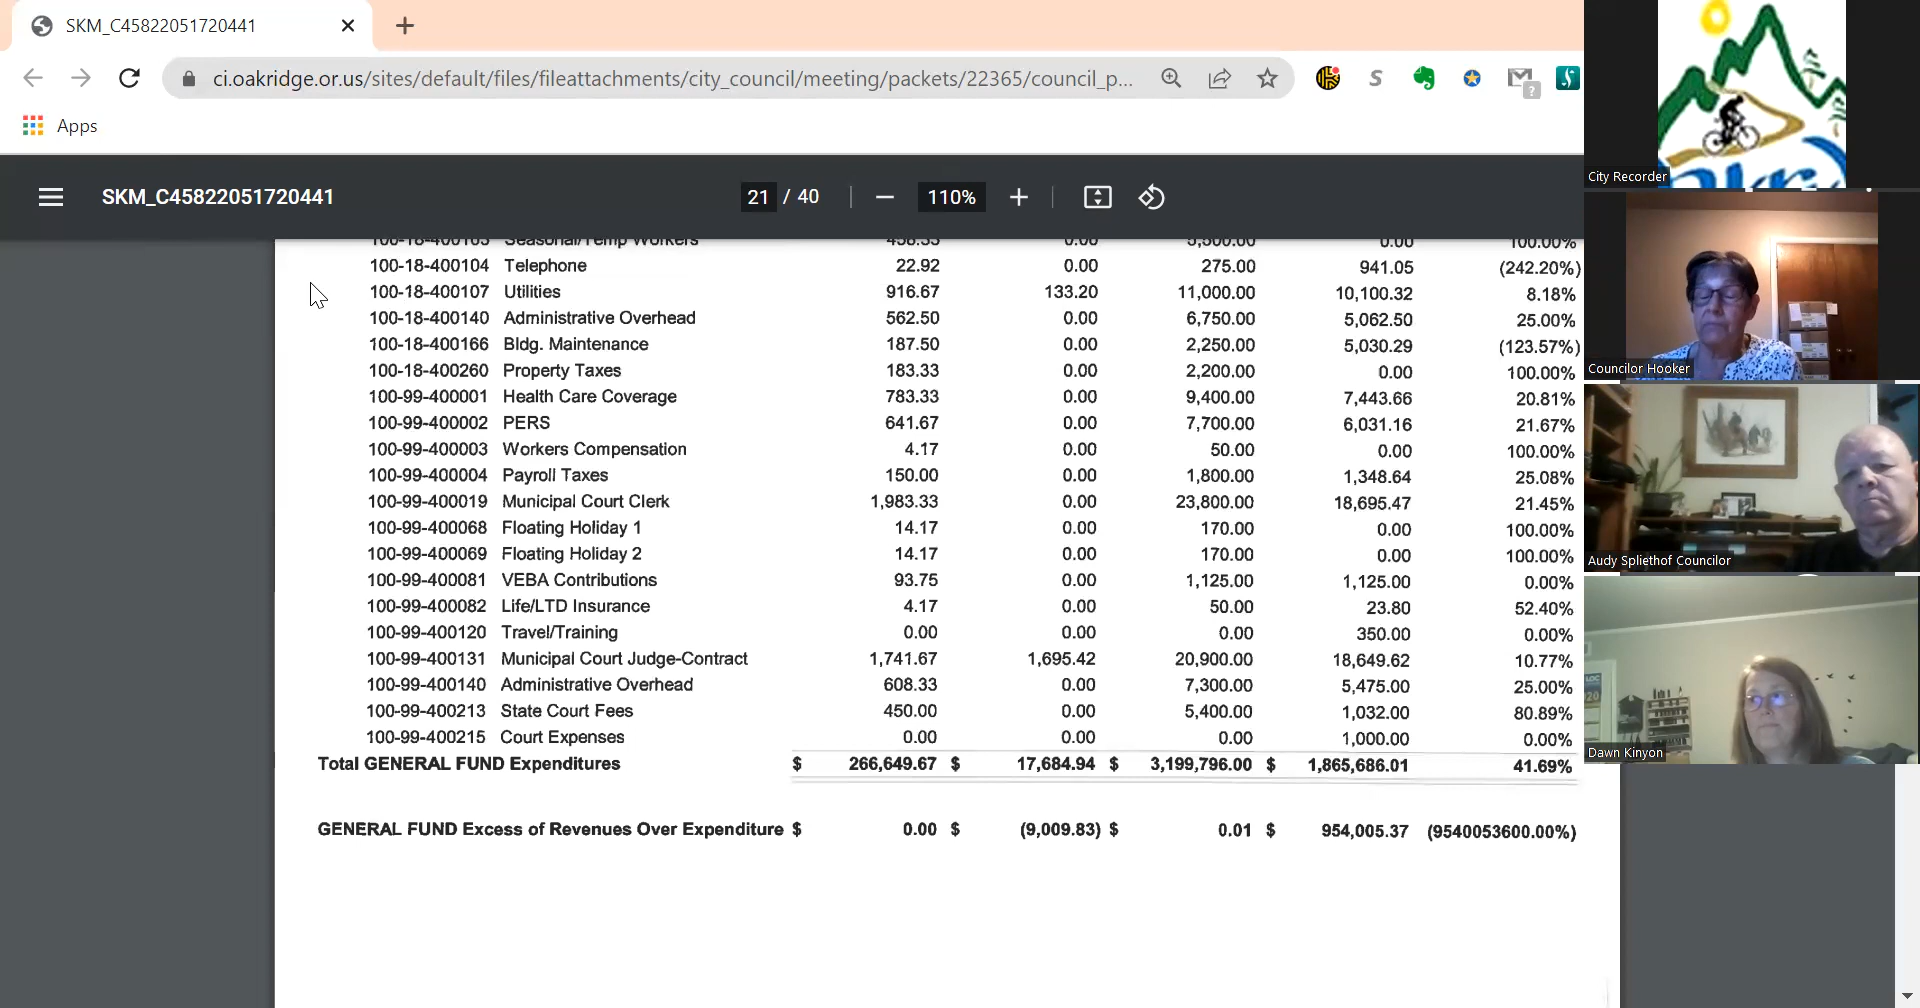 SKM_C45822051720441
ci.oakridge.or.us/sites/default/files/fileattachments/city_council/meeting/packets/22365/council_p...
Apps
SKM_C45822051720441 21 / 40 110%
City Recorder
100-18-400103 Seasonal/Temp Workers 458.33 0.00 5,500.00 0.00 100.00%
100-18-400104 Telephone 22.92 0.00 275.00 941.05 (242.20%)
100-18-400107 Utilities 916.67 133.20 11,000.00 10,100.32 8.18%
100-18-400140 Administrative Overhead 562.50 0.00 6,750.00 5,062.50 25.00%
100-18-400166 Bldg. Maintenance 187.50 0.00 2,250.00 5,030.29 (123.57%)
100-18-400260 Property Taxes 183.33 0.00 2,200.00 0.00 100.00%
Councilor Hooker
100-99-400001 Health Care Coverage 783.33 0.00 9,400.00 7,443.66 20.81%
100-99-400002 PERS 641.67 0.00 7,700.00 6,031.16 21.67%
100-99-400003 Workers Compensation 4.17 0.00 50.00 0.00 100.00%
100-99-400004 Payroll Taxes 150.00 0.00 1,800.00 1,348.64 25.08%
100-99-400019 Municipal Court Clerk 1,983.33 0.00 23,800.00 18,695.47 21.45%
100-99-400068 Floating Holiday 1 14.17 0.00 170.00 0.00 100.00%
100-99-400069 Floating Holiday 2 14.17 0.00 170.00 0.00 100.00%
Audy Spliethof Councilor
100-99-400081 VEBA Contributions 93.75 0.00 1,125.00 1,125.00 0.00%
100-99-400082 Life/LTD Insurance 4.17 0.00 50.00 23.80 52.40%
100-99-400120 Travel/Training 0.00 0.00 0.00 350.00 0.00%
100-99-400131 Municipal Court Judge-Contract 1,741.67 1,695.42 20,900.00 18,649.62 10.77%
100-99-400140 Administrative Overhead 608.33 0.00 7,300.00 5,475.00 25.00%
100-99-400213 State Court Fees 450.00 0.00 5,400.00 1,032.00 80.89%
100-99-400215 Court Expenses 0.00 0.00 0.00 1,000.00 0.00%
Dawn Kinyon
Total GENERAL FUND Expenditures $ 266,649.67 $ 17,684.94 $ 3,199,796.00 $ 1,865,686.01 41.69%
GENERAL FUND Excess of Revenues Over Expenditure $ 0.00 $ (9,009.83) $ 0.01 $ 954,005.37 (9540053600.00%)